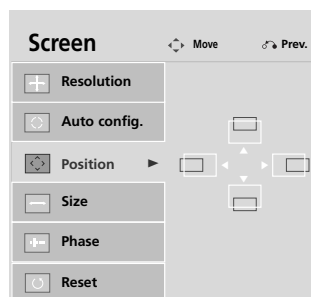 Screen
Move
Prev.
Resolution
Auto config.
Position
Size
Phase
Reset